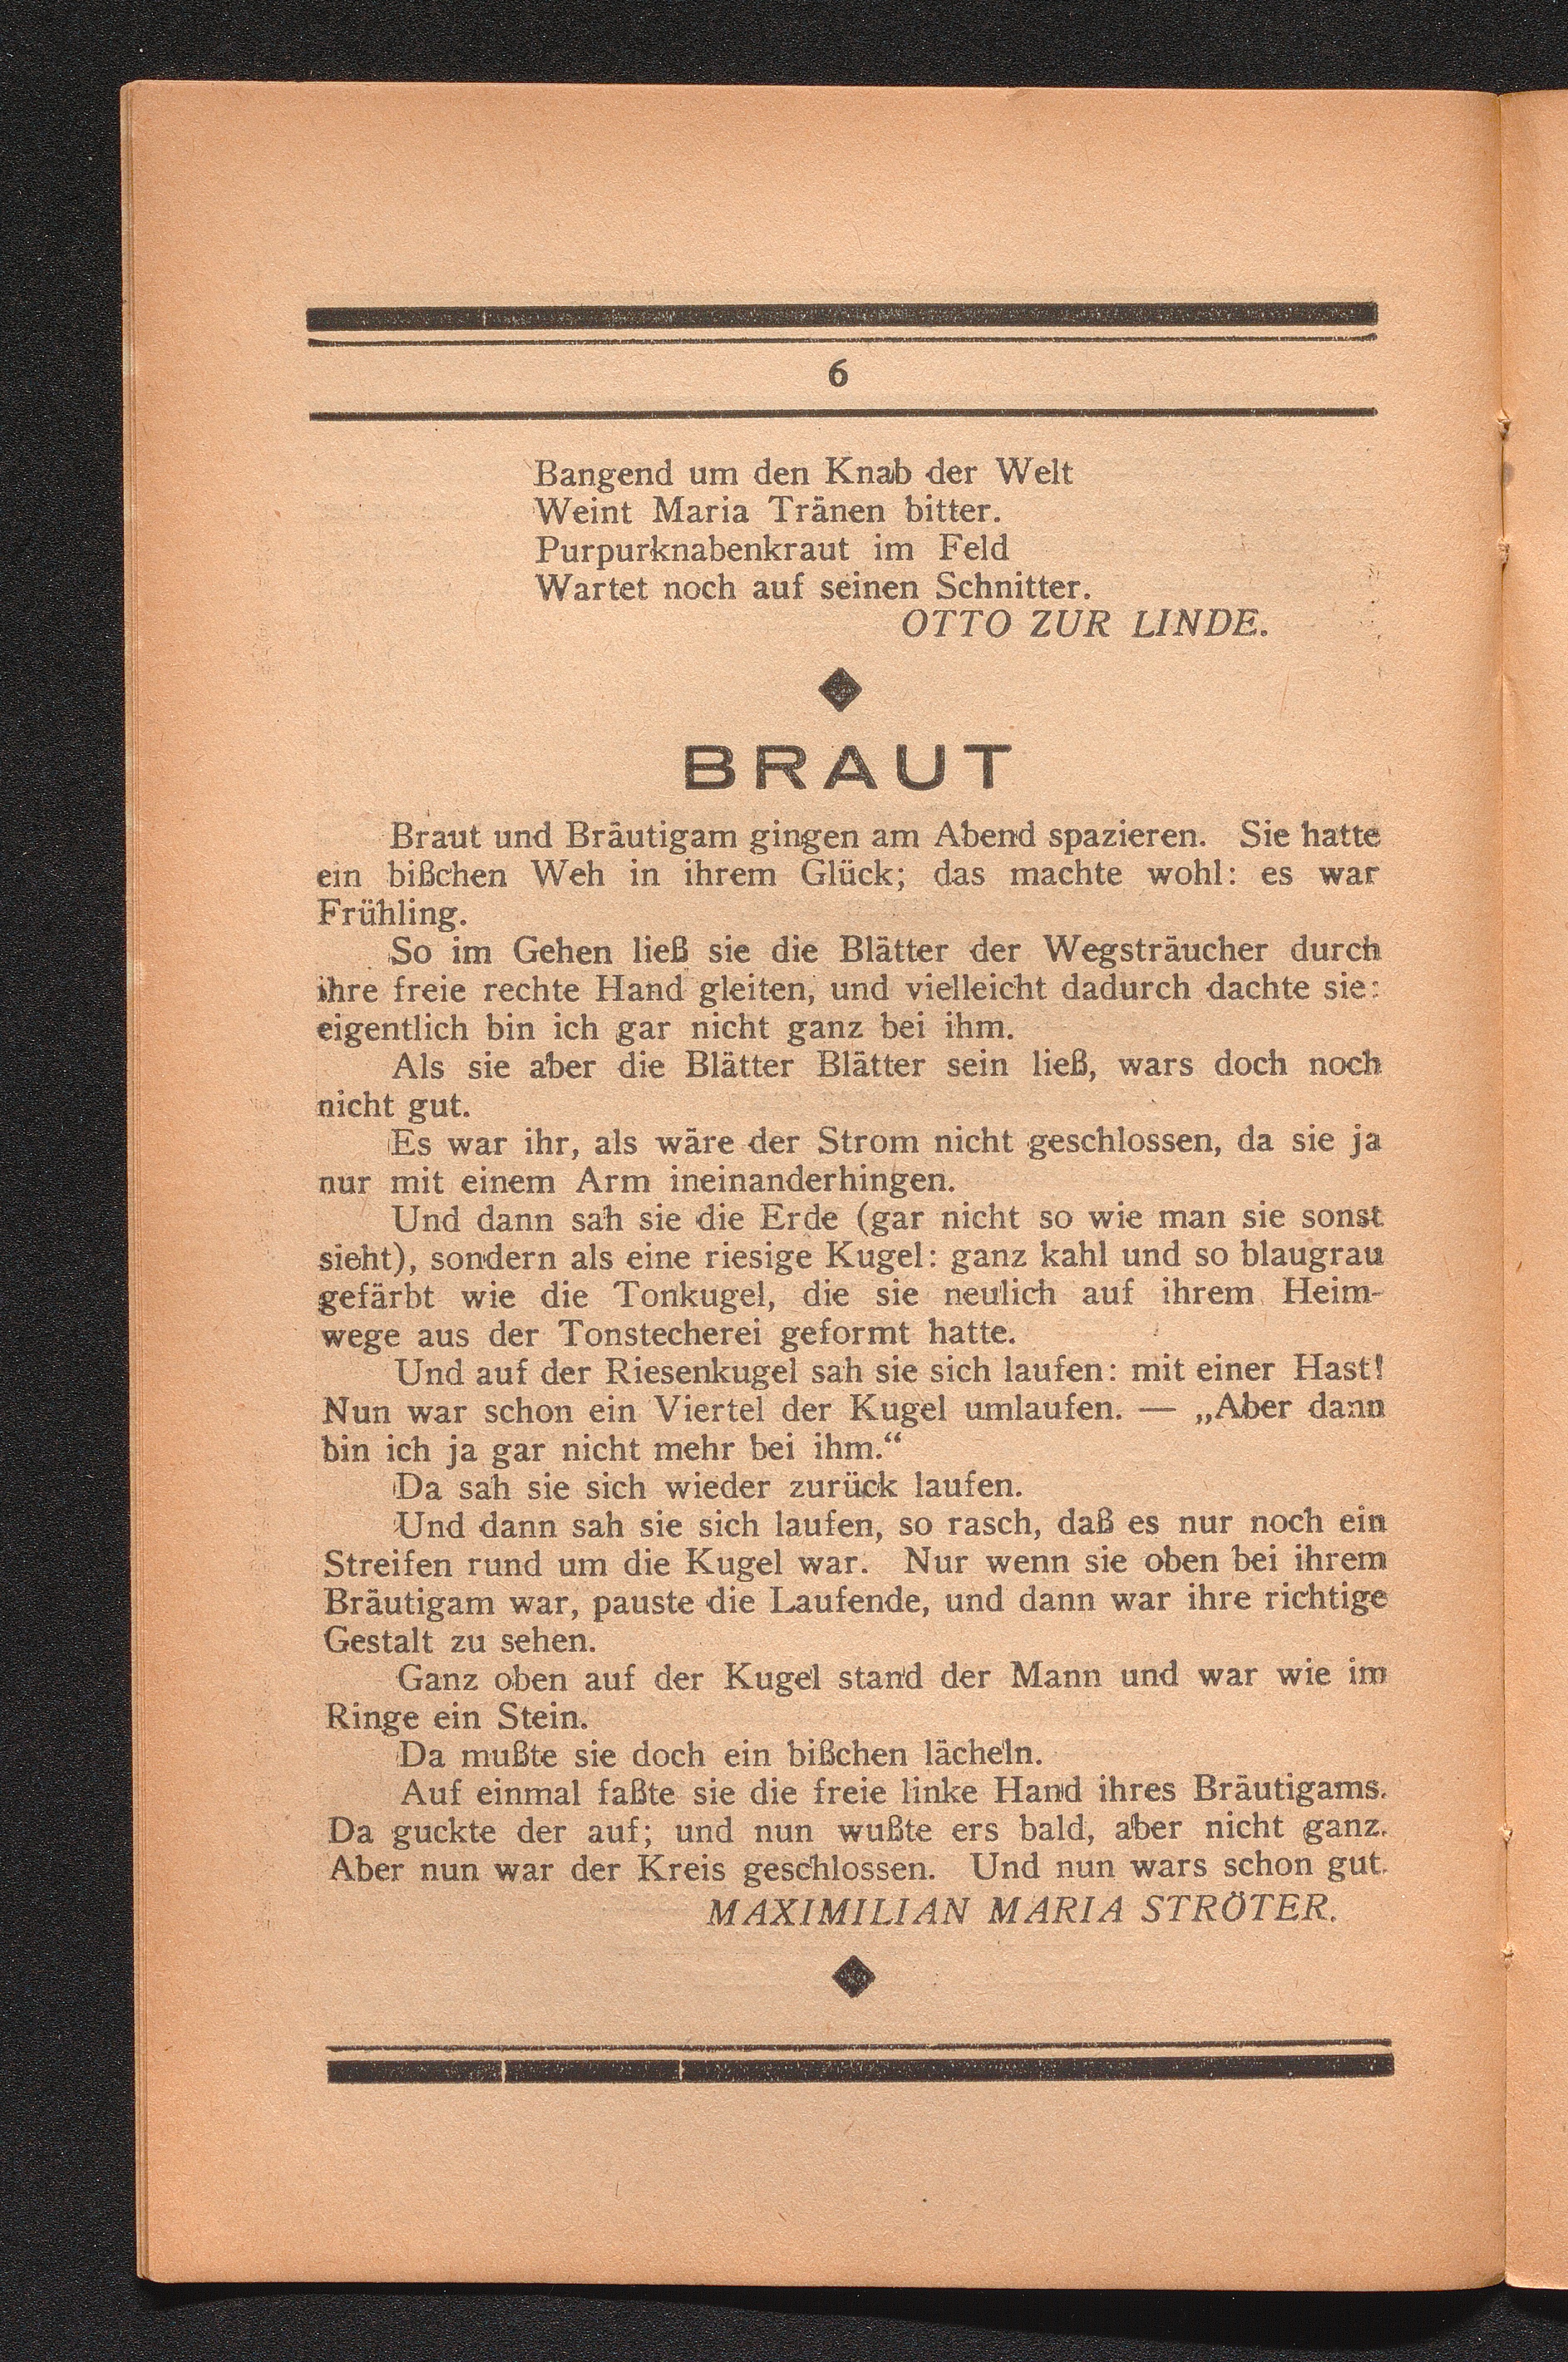 6
Bangend um den Knab der Welt
Weint Maria Tränen bitter.
Purpurknabenkraut im Feld
Wartet noch auf seinen Schnitter.
OTTO ZUR LINDE.
BRAUT
Braut und Bräutigam gingen am Abend spazieren. Sie hatte
ein bißchen Weh in ihrem Glück; das machte wohl: es war
Frühling.
So im Gehen ließ sie die Blätter der Wegsträucher durch
ihre freie rechte Hand gleiten, und vielleicht dadurch dachte sie:
eigentlich bin ich gar nicht ganz bei ihm.
Als sie aber die Blätter Blätter sein ließ, wars doch noch
nicht gut.
Es war ihr, als wäre der Strom nicht geschlossen, da sie ja
nur mit einem Arm ineinanderhingen.
Und dann sah sie die Erde (gar nicht so wie man sie sonst
sieht), sondern als eine riesige Kugel: ganz kahl und so blaugrau
gefärbt wie die Tonkugel, die sie neulich auf ihrem Heim-
wege aus der Tonstecherei geformt hatte.
Und auf der Riesenkugel sah sie sich laufen: mit einer Hast!
Nun war schon ein Viertel der Kugel umlaufen. — „Aber dann
bin ich ja gar nicht mehr bei ihm.“
Da sah sie sich wieder zurück laufen.
Und dann sah sie sich laufen, so rasch, daß es nur noch ein
Streifen rund um die Kugel war. Nur wenn sie oben bei ihrem
Bräutigam war, pauste die Laufende, und dann war ihre richtige
Gestalt zu sehen.
Ganz oben auf der Kugel stand der Mann und war wie im
Ringe ein Stein.
Da mußte sie doch ein bißchen lächeln.
Auf einmal faßte sie die freie linke Hand ihres Bräutigams.
Da guckte der auf; und nun wußte ers bald, aber nicht ganz.
Aber nun war der Kreis geschlossen. Und nun wars schon gut.
MAXIMILIAN MARIA STRÖTER.